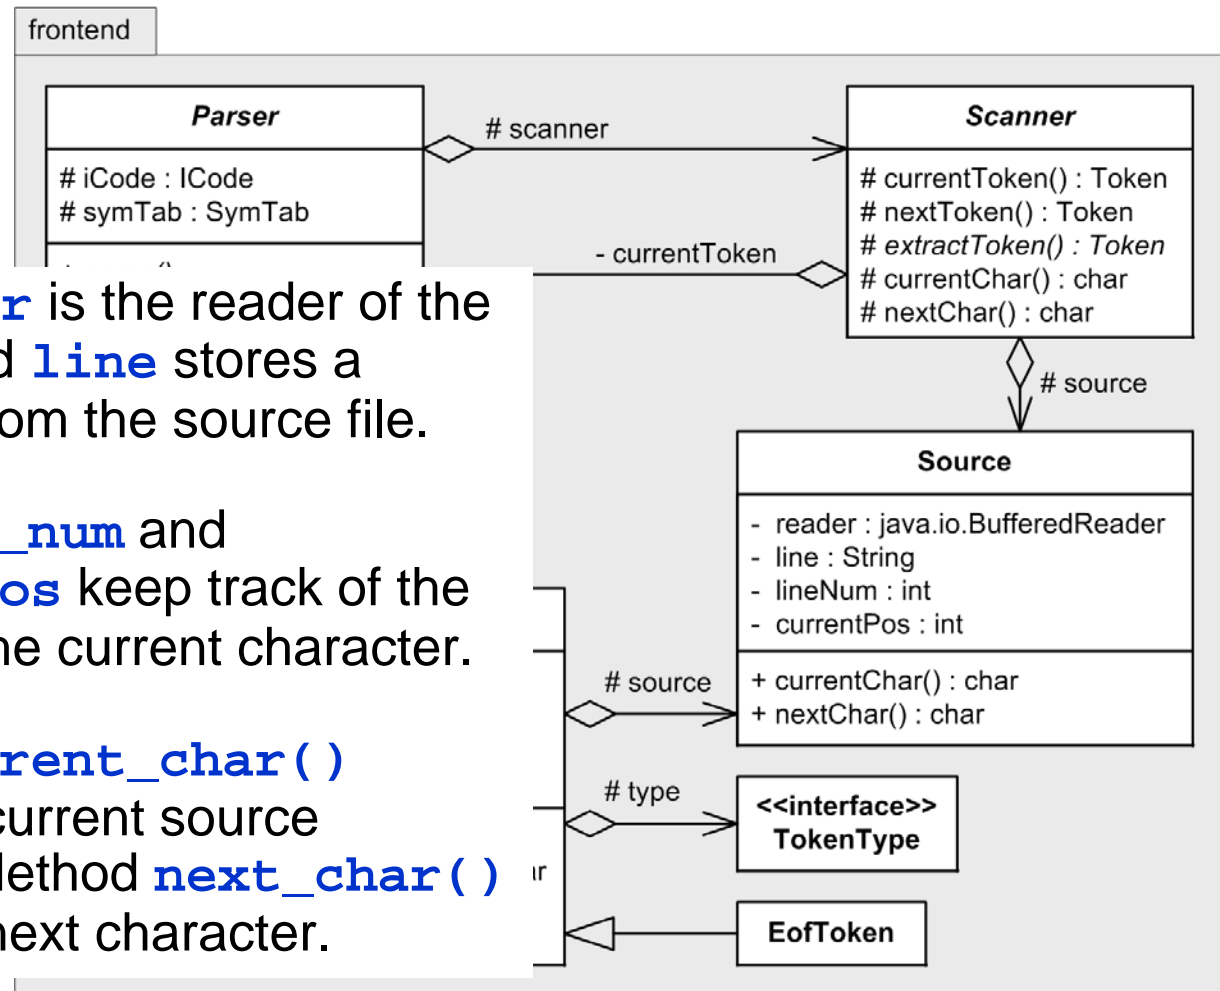 frontend
Parser
# iCode : ICode
# symTab : SymTab
# scanner
- currentToken
Scanner
# currentToken() : Token
# nextToken() : Token
# extractToken() : Token
# currentChar() : char
# nextChar() : char
# source
r is the reader of the
d line stores a
om the source file.
_num and
os keep track of the
he current character.
rent_char()
current source
ethod next_char()
next character.
Source
- reader : java.io.BufferedReader
- line : String
- lineNum : int
- currentPos : int
+ currentChar() : char
+ nextChar() : char
# source
# type
<<interface>>
TokenType
EofToken